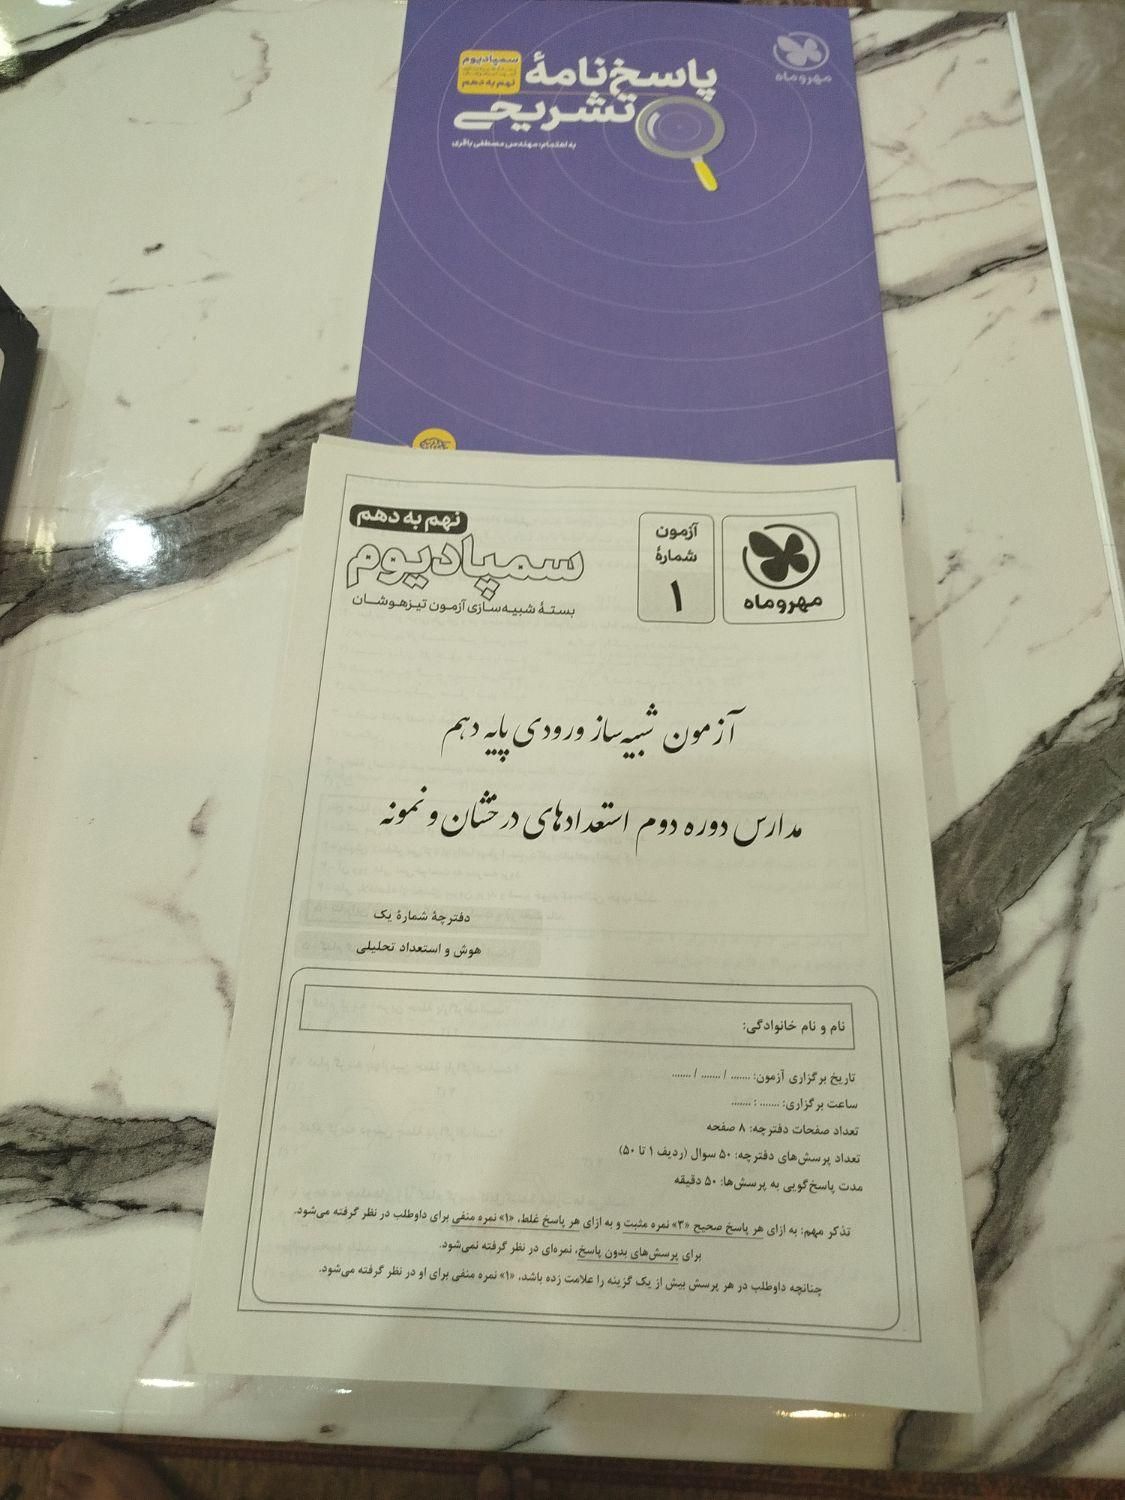 مهروماه
پاسخ‌نامهٔ
تشریحی
سمپادیوم
نهم به دهم
به اهتمام: مهندس مصطفی باقری
مهروماه
آزمون
شمارهٔ
۱
نهم به دهم
سمپادیوم
بستهٔ شبیه‌سازی آزمون تیزهوشان
آزمون شبیه‌ساز ورودی پایه دهم
مدارس دوره دوم استعدادهای درخشان و نمونه
دفترچهٔ شمارهٔ یک
هوش و استعداد تحلیلی
نام و نام خانوادگی:
تاریخ برگزاری آزمون: ....... / ....... / .......
ساعت برگزاری: ....... : .......
تعداد صفحات دفترچه: ۸ صفحه
تعداد پرسش‌های دفترچه: ۵۰ سوال (ردیف ۱ تا ۵۰)
مدت پاسخ‌گویی به پرسش‌ها: ۵۰ دقیقه
تذکر مهم: به ازای هر پاسخ صحیح «۳» نمره مثبت و به ازای هر پاسخ غلط، «۱» نمره منفی برای داوطلب در نظر گرفته می‌شود.
برای پرسش‌های بدون پاسخ، نمره‌ای در نظر گرفته نمی‌شود.
چنانچه داوطلب در هر پرسش بیش از یک گزینه را علامت زده باشد، «۱» نمره منفی برای او در نظر گرفته می‌شود.